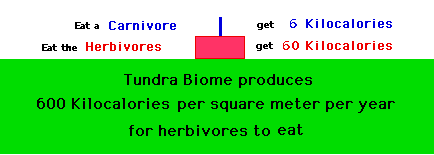 Eat a Carnivore get 6 Kilocalories
Eat the Herbivores get 60 Kilocalories
Tundra Biome produces
600 Kilocalories per square meter per year
for herbivores to eat